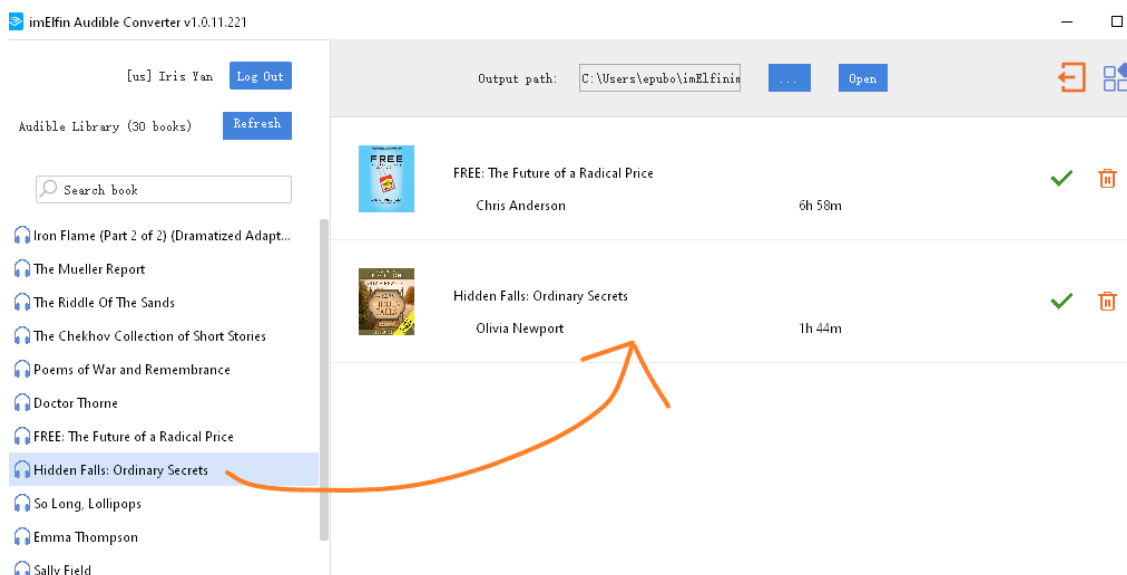 imElfin Audible Converter v1.0.11.221
[us] Iris Yan Log Out
Audible Library (30 books) Refresh
Search book
Iron Flame (Part 2 of 2) (Dramatized Adapt...
The Mueller Report
The Riddle Of The Sands
The Chekhov Collection of Short Stories
Poems of War and Remembrance
Doctor Thorne
FREE: The Future of a Radical Price
Hidden Falls: Ordinary Secrets
So Long, Lollipops
Emma Thompson
Sally Field
Output path: C:\Users\epubo\imElfin ... Open
FREE
FREE: The Future of a Radical Price
Chris Anderson 6h 58m
HIDDEN
FALLS
Hidden Falls: Ordinary Secrets
Olivia Newport 1h 44m